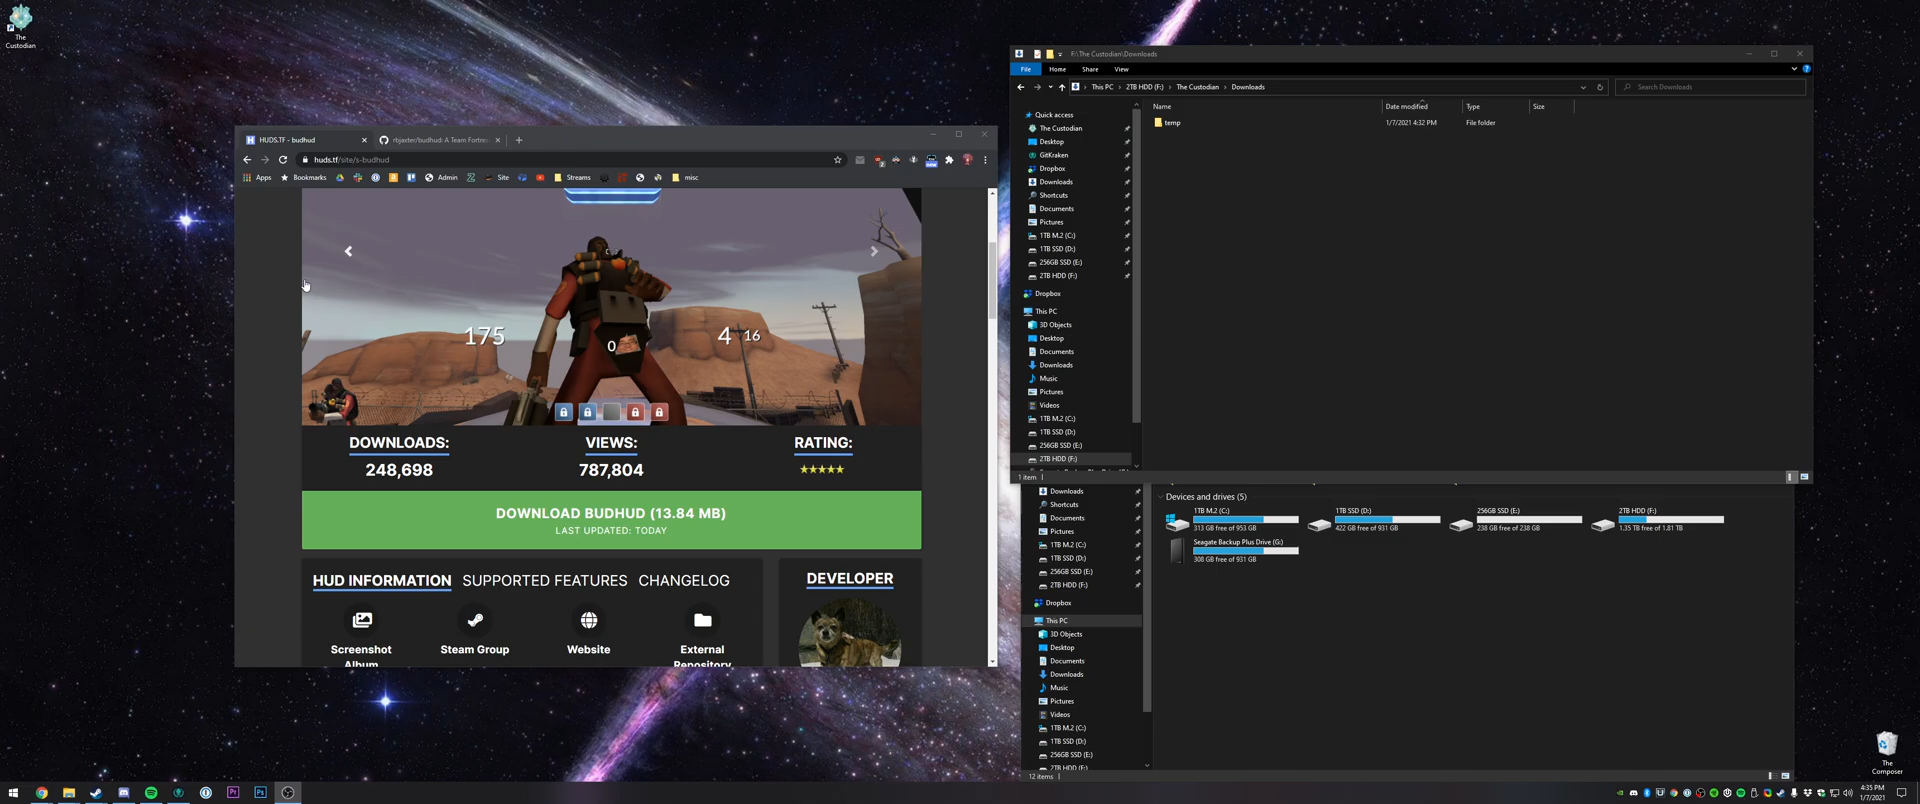 The
Custodian
HUDS.TF - budhud
rbjaxter/budhud: A Team Fortres
huds.tf/site/s-budhud
Apps
Bookmarks
Admin
Site
Streams
misc
175
0
4
16
DOWNLOADS:
VIEWS:
RATING:
248,698
787,804
★★★★★
DOWNLOAD BUDHUD (13.84 MB)
LAST UPDATED: TODAY
HUD INFORMATION
SUPPORTED FEATURES
CHANGELOG
DEVELOPER
Screenshot
Album
Steam Group
Website
External
Repository
F:\The Custodian\Downloads
File
Home
Share
View
This PC
2TB HDD (F:)
The Custodian
Downloads
Search Downloads
Name
Date modified
Type
Size
temp
1/7/2021 4:32 PM
File folder
Quick access
The Custodian
Desktop
GitKraken
Dropbox
Downloads
Shortcuts
Documents
Pictures
1TB M.2 (C:)
1TB SSD (D:)
256GB SSD (E:)
2TB HDD (F:)
Dropbox
This PC
3D Objects
Desktop
Documents
Downloads
Music
Pictures
Videos
1TB M.2 (C:)
1TB SSD (D:)
256GB SSD (E:)
2TB HDD (F:)
1 item
Downloads
Shortcuts
Documents
Pictures
1TB M.2 (C:)
1TB SSD (D:)
256GB SSD (E:)
2TB HDD (F:)
Dropbox
This PC
3D Objects
Desktop
Documents
Downloads
Music
Pictures
Videos
1TB M.2 (C:)
1TB SSD (D:)
256GB SSD (E:)
2TB HDD (F:)
12 items
Devices and drives (5)
1TB M.2 (C:)
313 GB free of 953 GB
1TB SSD (D:)
422 GB free of 931 GB
256GB SSD (E:)
238 GB free of 238 GB
2TB HDD (F:)
1.35 TB free of 1.81 TB
Seagate Backup Plus Drive (G:)
308 GB free of 931 GB
The
Composer
Pr
Ps
4:35 PM
1/7/2021